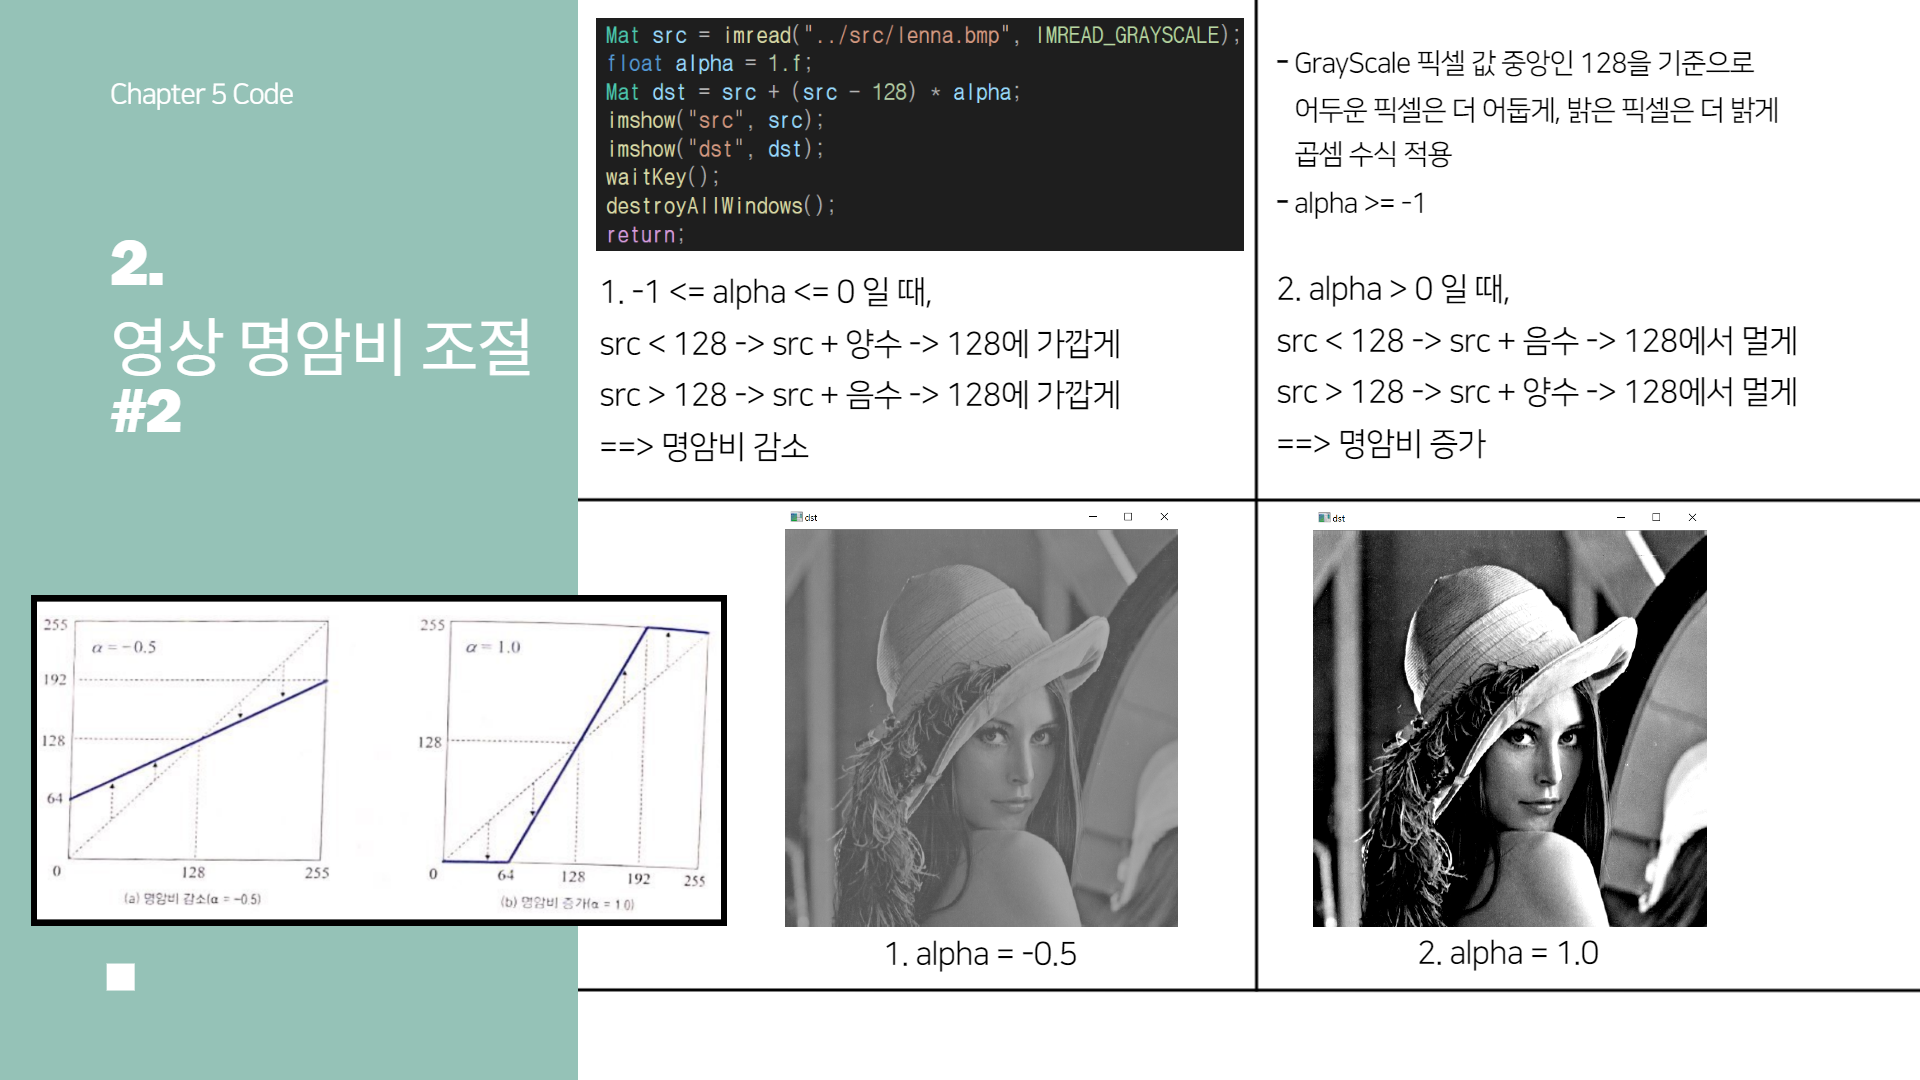 Chapter 5 Code
2.
영상 명암비 조절
#2
Mat src = imread("../src/lenna.bmp", IMREAD_GRAYSCALE);
float alpha = 1.f;
Mat dst = src + (src - 128) * alpha;
imshow("src", src);
imshow("dst", dst);
waitKey();
destroyAllWindows();
return;
1. -1 <= alpha <= 0 일 때,
src < 128 -> src + 양수 -> 128에 가깝게
src > 128 -> src + 음수 -> 128에 가깝게
==> 명암비 감소
- GrayScale 픽셀 값 중앙인 128을 기준으로
어두운 픽셀은 더 어둡게, 밝은 픽셀은 더 밝게
곱셈 수식 적용
- alpha >= -1
2. alpha > 0 일 때,
src < 128 -> src + 음수 -> 128에서 멀게
src > 128 -> src + 양수 -> 128에서 멀게
==> 명암비 증가
255
α = −0.5
192
128
64
0 128 255
(a) 명암비 감소(α = −0.5)
255
α = 1.0
128
0 64 128 192 255
(b) 명암비 증가(α = 1.0)
dst
1. alpha = -0.5
dst
2. alpha = 1.0